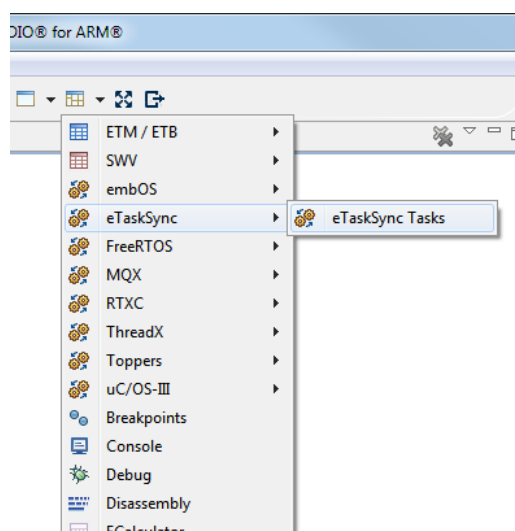 DIO® for ARM®
ETM / ETB
SWV
embOS
eTaskSync
eTaskSync Tasks
FreeRTOS
MQX
RTXC
ThreadX
Toppers
uC/OS-III
Breakpoints
Console
Debug
Disassembly